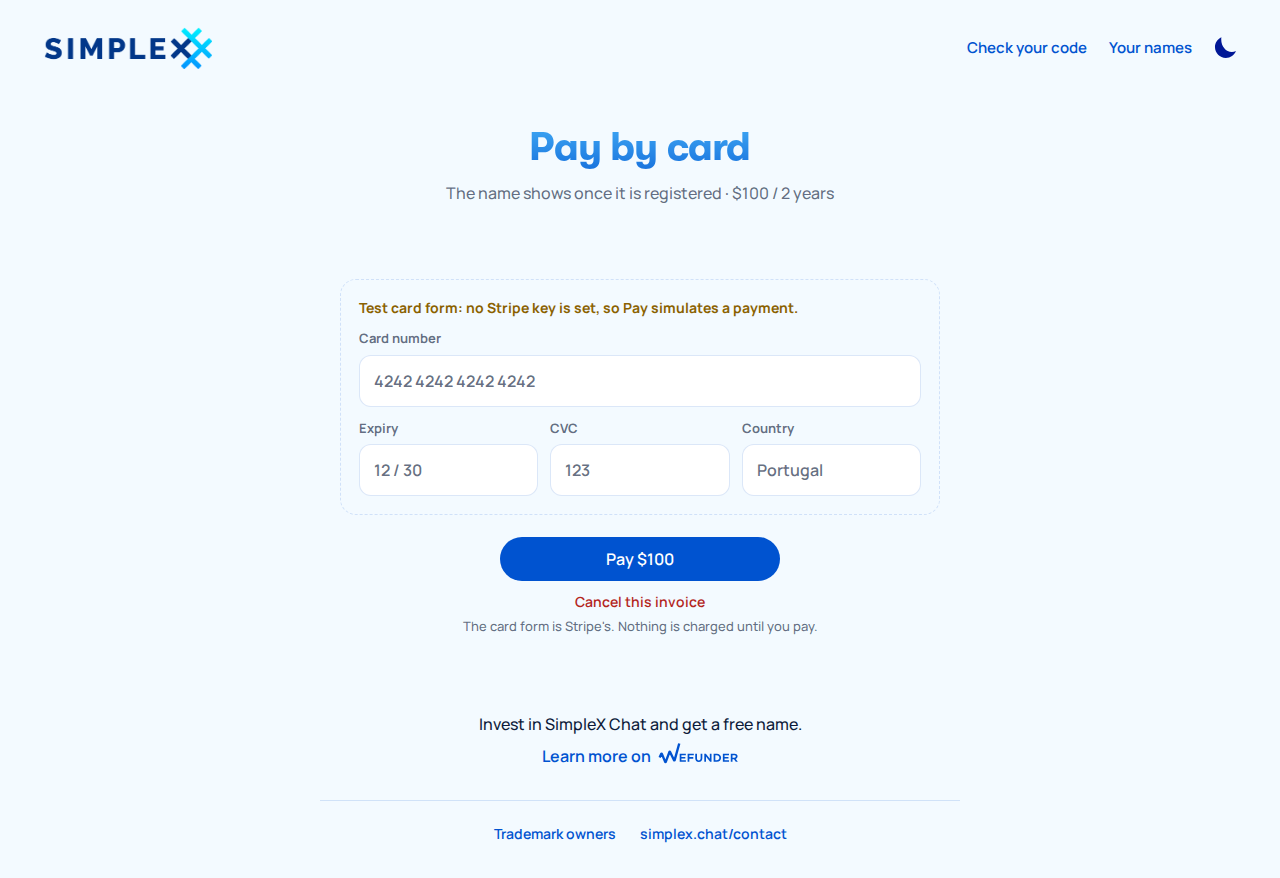 SIMPLEX
Check your code
Your names
Pay by card
The name shows once it is registered · $100 / 2 years
Test card form: no Stripe key is set, so Pay simulates a payment.
Card number
4242 4242 4242 4242
Expiry
CVC
Country
12 / 30
123
Portugal
Pay $100
Cancel this invoice
The card form is Stripe's. Nothing is charged until you pay.
Invest in SimpleX Chat and get a free name.
Learn more on WEFUNDER
Trademark owners
simplex.chat/contact